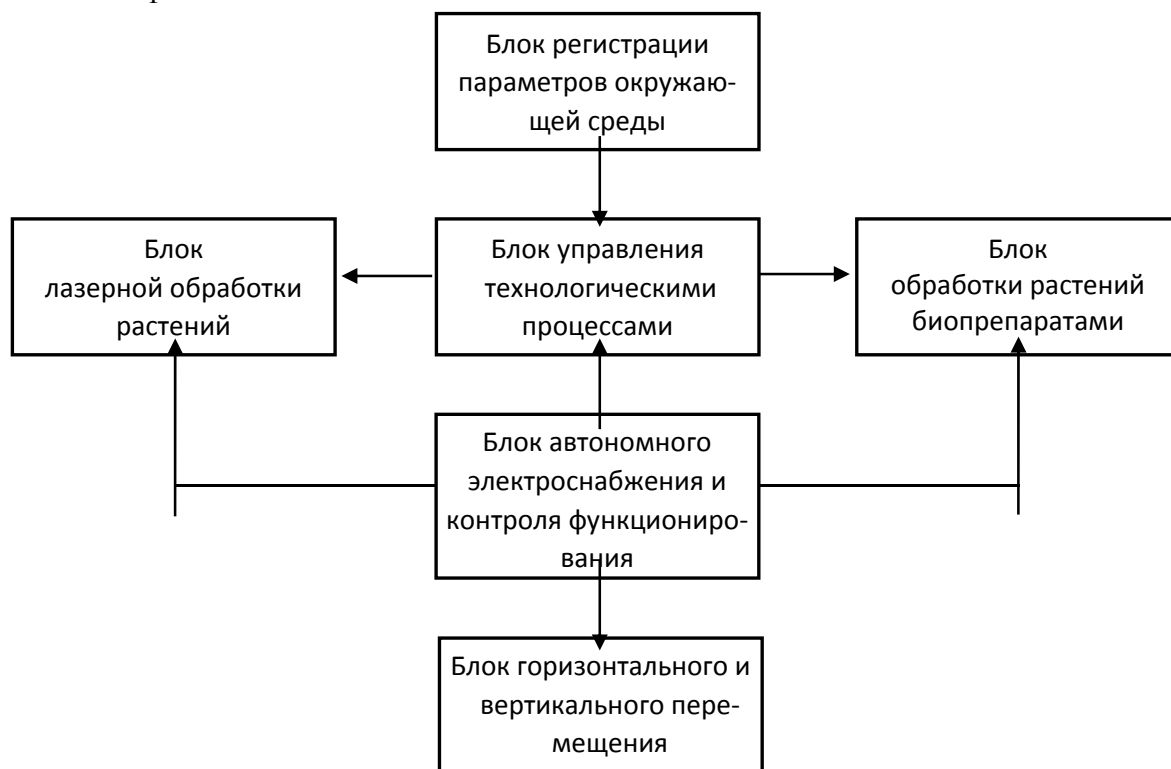 Блок регистрации
параметров окружаю-
щей среды
Блок
лазерной обработки
растений
Блок управления
технологическими
процессами
Блок
обработки растений
биопрепаратами
Блок автономного
электроснабжения и
контроля функциониро-
вания
Блок горизонтального и
вертикального пере-
мещения